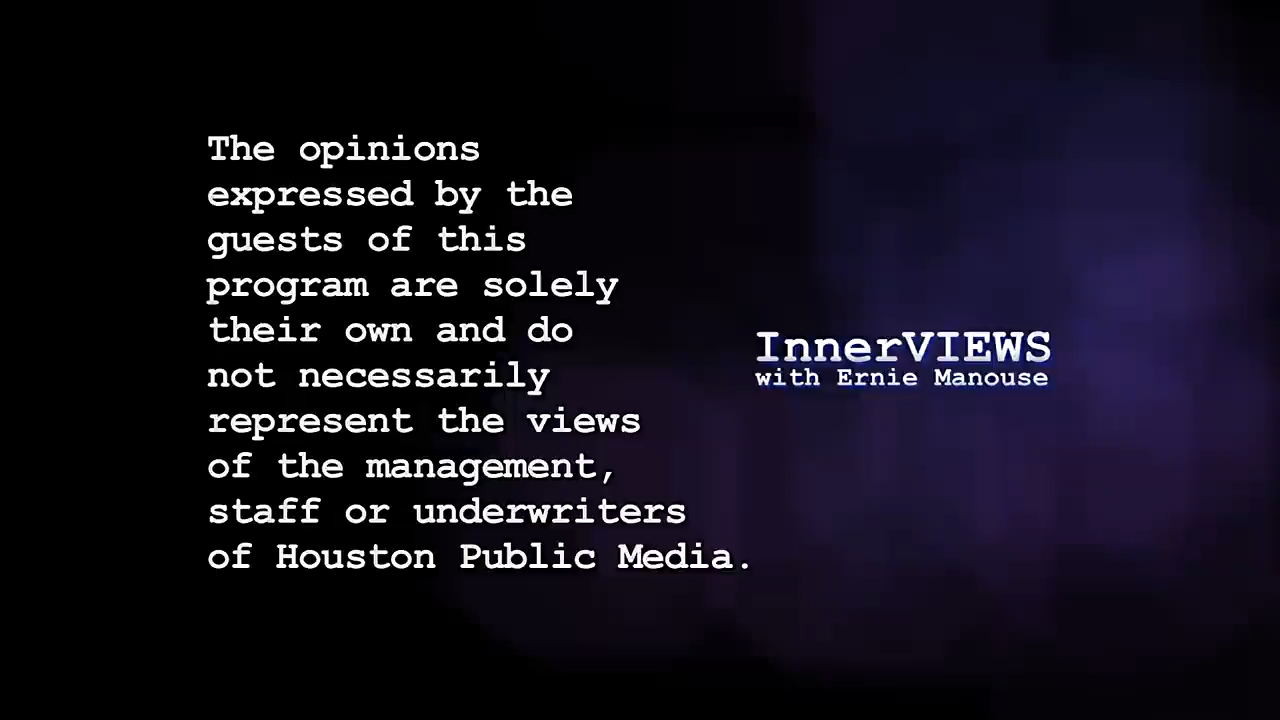 The opinions
expressed by the
guests of this
program are solely
their own and do
not necessarily
represent the views
of the management,
staff or underwriters
of Houston Public Media.
InnerVIEWS
with Ernie Manouse